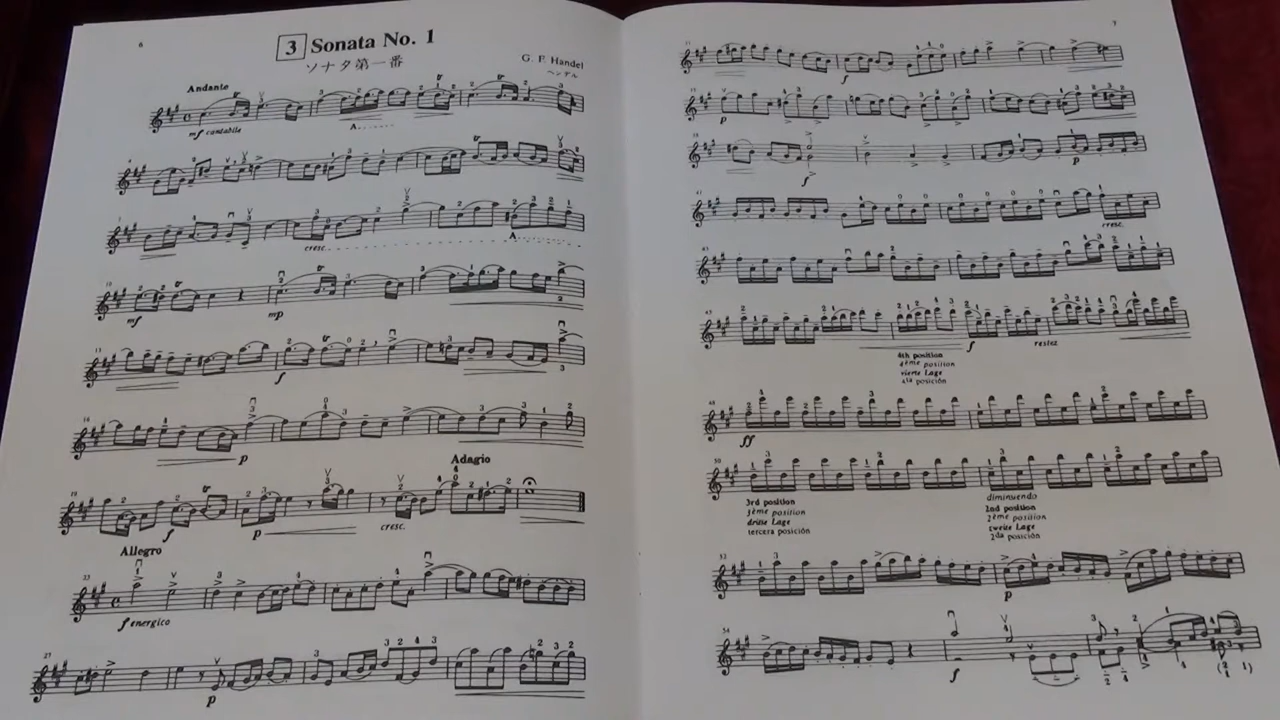 6
3 Sonata No. 1
ソナタ第一番
G. F. Handel
ヘンデル
Andante
mf cantabile
A
cresc.
A
mf
mp
f
p
Adagio
f
p
cresc.
Allegro
f energico
27
p
7
f
p
f
p
cresc.
f
restez
4th position
4ème position
vierte Lage
4ta posición
ff
3rd position
3ème position
dritte Lage
tercera posición
diminuendo
2nd position
2ème position
zweite Lage
2da posición
p
f